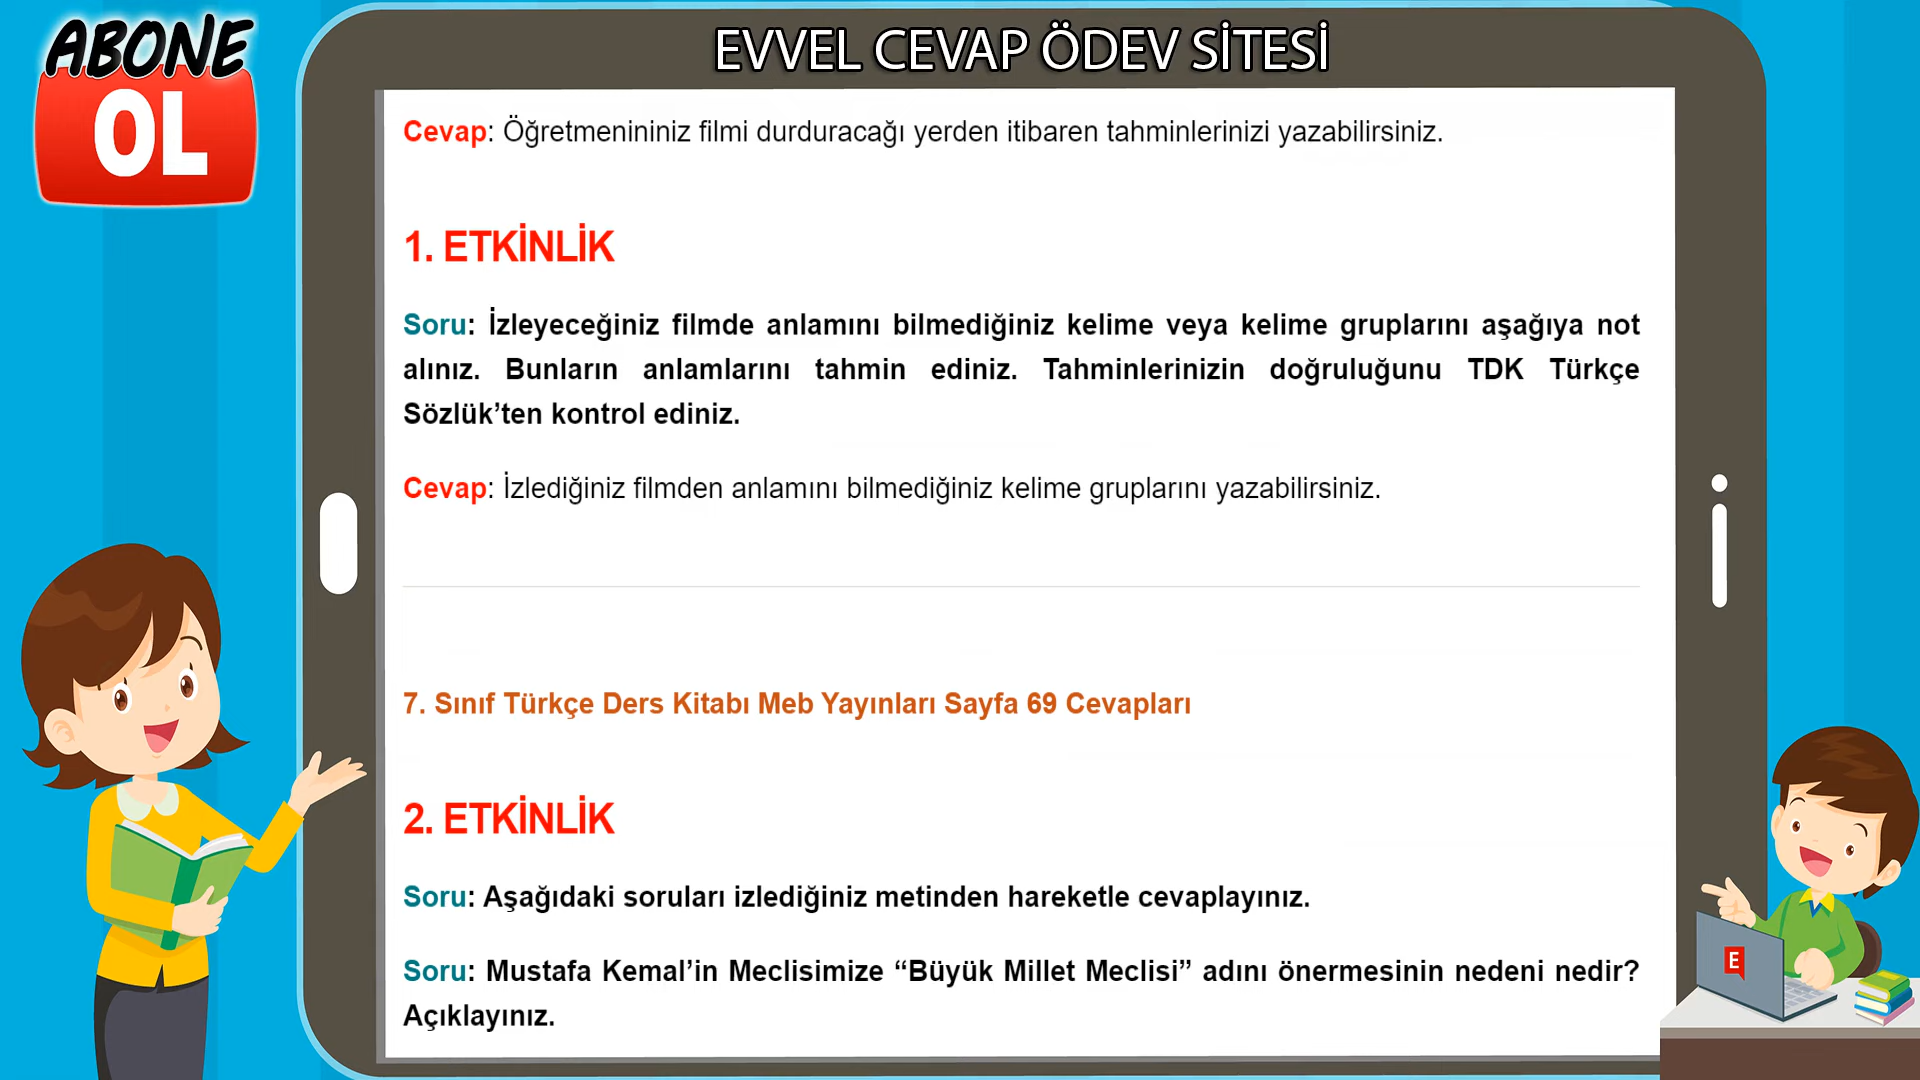 ABONE
OL
EVVEL CEVAP ÖDEV SİTESİ
Cevap: Öğretmenininiz filmi durduracağı yerden itibaren tahminlerinizi yazabilirsiniz.
1. ETKİNLİK
Soru: İzleyeceğiniz filmde anlamını bilmediğiniz kelime veya kelime gruplarını aşağıya not
alınız. Bunların anlamlarını tahmin ediniz. Tahminlerinizin doğruluğunu TDK Türkçe
Sözlük’ten kontrol ediniz.
Cevap: İzlediğiniz filmden anlamını bilmediğiniz kelime gruplarını yazabilirsiniz.
7. Sınıf Türkçe Ders Kitabı Meb Yayınları Sayfa 69 Cevapları
2. ETKİNLİK
Soru: Aşağıdaki soruları izlediğiniz metinden hareketle cevaplayınız.
Soru: Mustafa Kemal’in Meclisimize “Büyük Millet Meclisi” adını önermesinin nedeni nedir?
Açıklayınız.
E